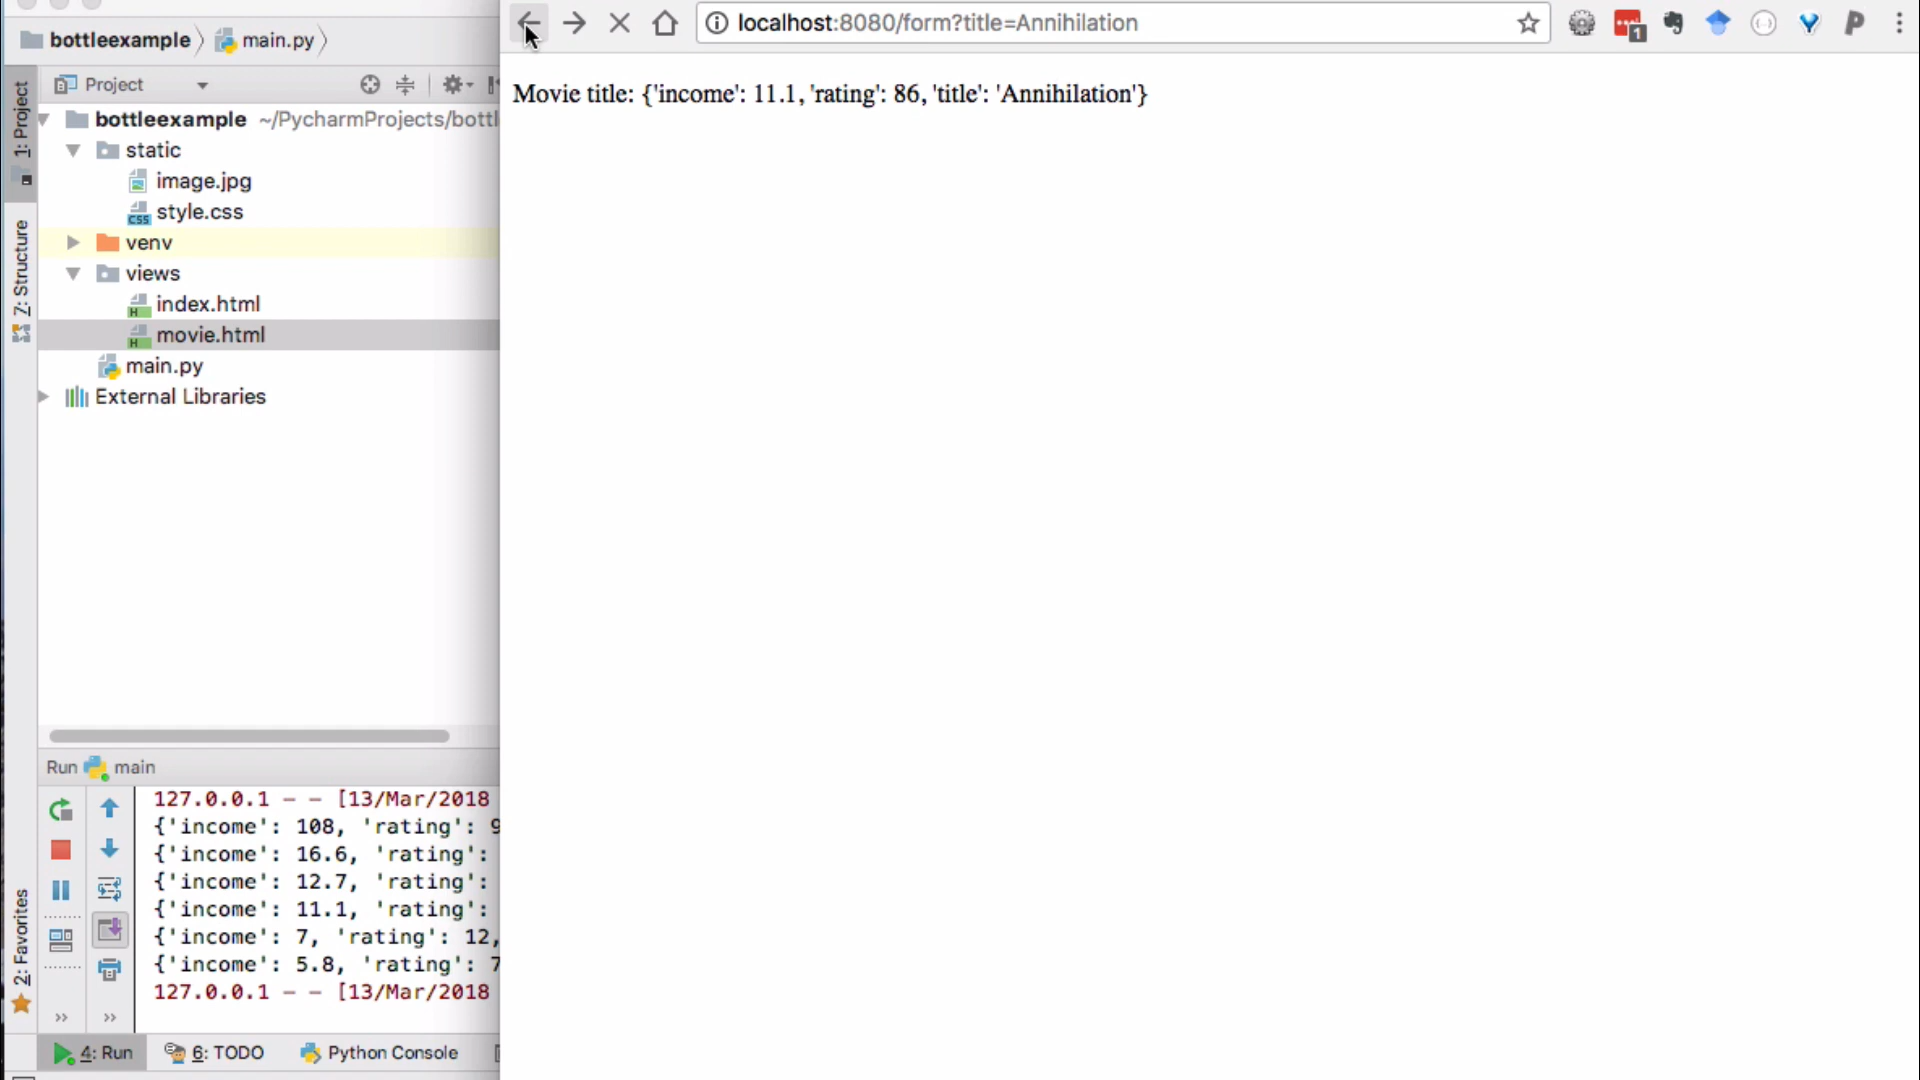 bottleexample main.py
localhost:8080/form?title=Annihilation
1
Project
Movie title: {'income': 11.1, 'rating': 86, 'title': 'Annihilation'}
1: Project
bottleexample ~/PycharmProjects/bottl
static
image.jpg
style.css
venv
7: Structure
views
index.html
movie.html
main.py
External Libraries
Run main
127.0.0.1 - - [13/Mar/2018
{'income': 108, 'rating': 9
{'income': 16.6, 'rating':
{'income': 12.7, 'rating':
{'income': 11.1, 'rating':
{'income': 7, 'rating': 12,
{'income': 5.8, 'rating': 7
127.0.0.1 - - [13/Mar/2018
2: Favorites
4: Run 6: TODO Python Console